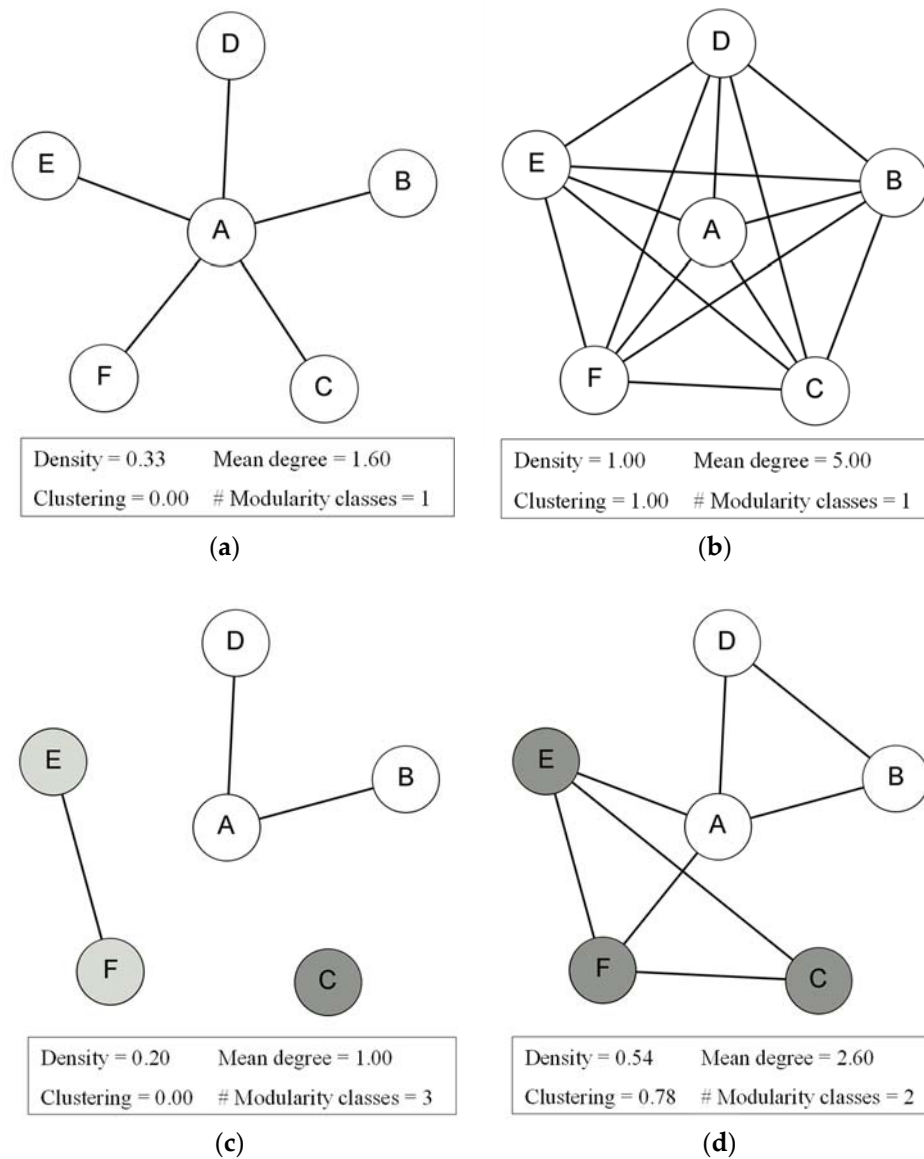 D
E
B
A
F
C
Density = 0.33 Mean degree = 1.60
Clustering = 0.00 # Modularity classes = 1
(a)
D
E
B
A
F
C
Density = 1.00 Mean degree = 5.00
Clustering = 1.00 # Modularity classes = 1
(b)
D
E
B
A
F
C
Density = 0.20 Mean degree = 1.00
Clustering = 0.00 # Modularity classes = 3
(c)
D
E
B
A
F
C
Density = 0.54 Mean degree = 2.60
Clustering = 0.78 # Modularity classes = 2
(d)